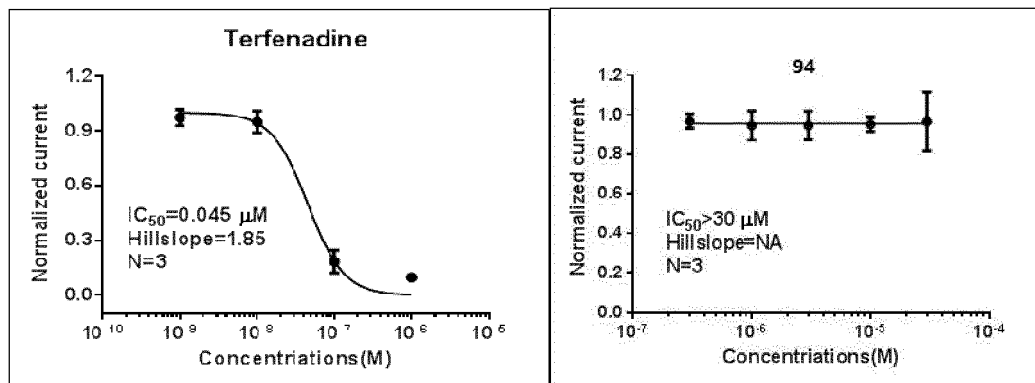 Terfenadine
Normalized current
1.2
0.9
0.6
0.3
0.0
IC50=0.045 μM
Hillslope=1.85
N=3
10^-10 10^-9 10^-8 10^-7 10^-6 10^-5
Concentriations(M)
94
Normalized current
1.2
1.0
0.8
0.6
0.4
0.2
0.0
IC50>30 μM
Hillslope=NA
N=3
10^-7 10^-6 10^-5 10^-4
Concentriations(M)